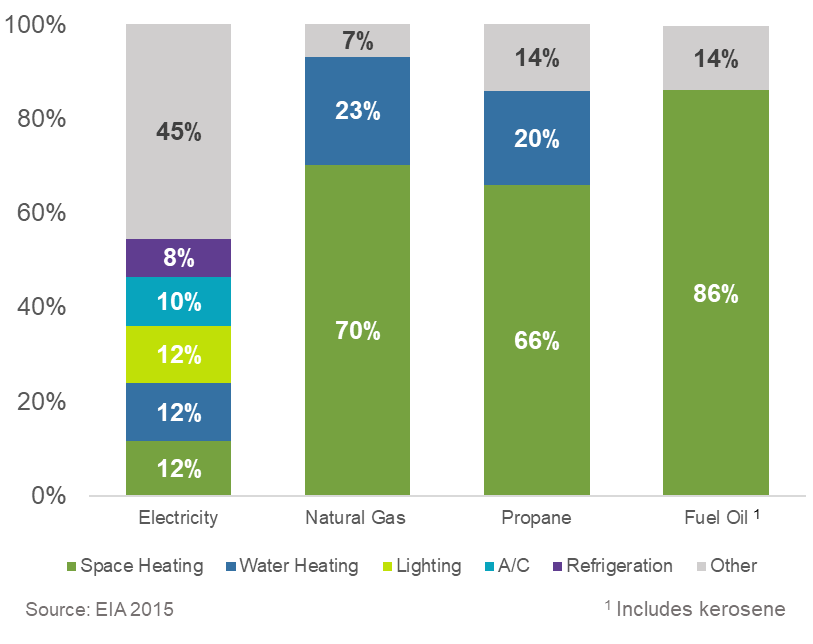 100%
7%
14%
14%
45%
23%
20%
80%
60%
8%
10%
40%
70%
66%
86%
12%
20%
12%
12%
0%
Electricity
Natural Gas
Propane
Fuel Oil ¹
Space Heating
Water Heating
Lighting
A/C
Refrigeration
Other
Source: EIA 2015
¹ Includes kerosene